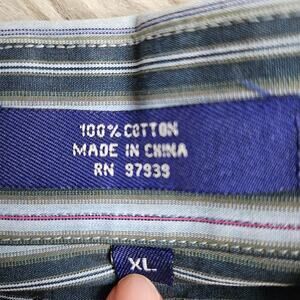 100% COTTON
MADE IN CHINA
RN 97939
XL